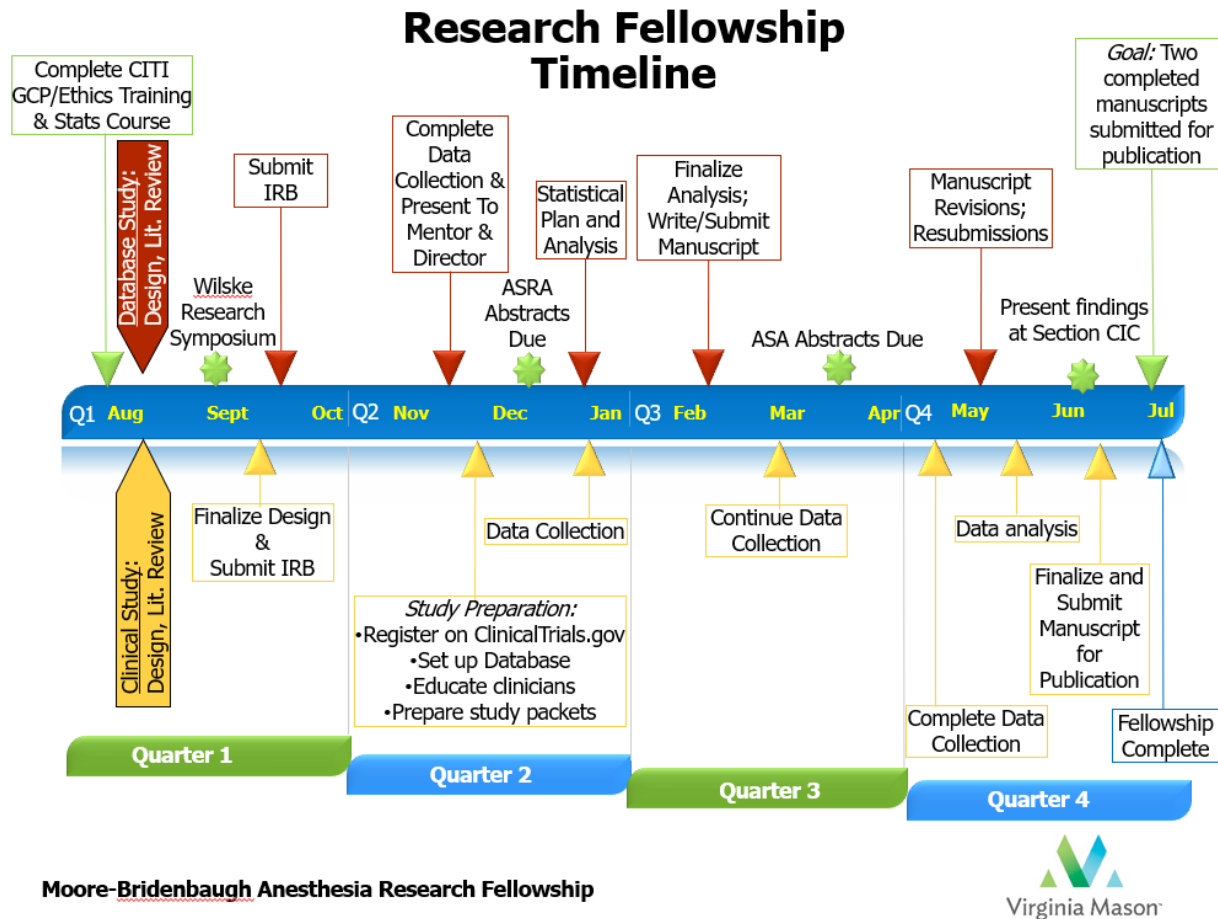 Research Fellowship
Timeline
Complete CITI
GCP/Ethics Training
& Stats Course
Database Study:
Design, Lit. Review
Wilske
Research
Symposium
Submit
IRB
Complete
Data
Collection &
Present To
Mentor &
Director
ASRA
Abstracts
Due
Statistical
Plan and
Analysis
Finalize
Analysis;
Write/Submit
Manuscript
ASA Abstracts Due
Manuscript
Revisions;
Resubmissions
Present findings
at Section CIC
Goal: Two
completed
manuscripts
submitted for
publication
Q1 Aug Sept Oct Q2 Nov Dec Jan Q3 Feb Mar Apr Q4 May Jun Jul
Clinical Study:
Design, Lit. Review
Finalize Design
&
Submit IRB
Study Preparation:
•Register on ClinicalTrials.gov
•Set up Database
•Educate clinicians
•Prepare study packets
Data Collection
Continue Data
Collection
Complete Data
Collection
Data analysis
Finalize and
Submit
Manuscript
for
Publication
Fellowship
Complete
Quarter 1
Quarter 2
Quarter 3
Quarter 4
Moore-Bridenbaugh Anesthesia Research Fellowship
Virginia Mason